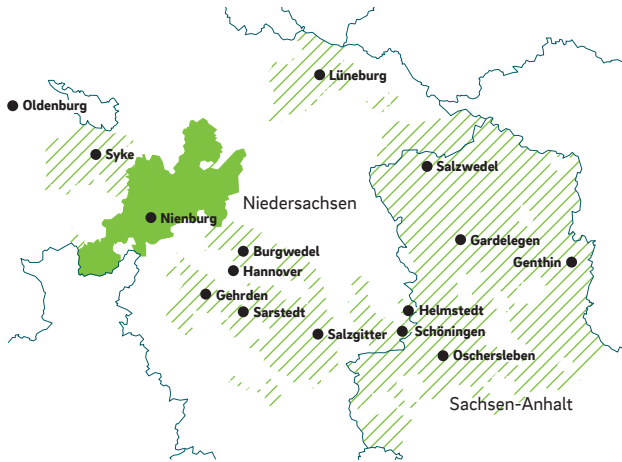 Lüneburg
Oldenburg
Syke
Salzwedel
Niedersachsen
Nienburg
Gardelegen
Burgwedel
Genthin
Hannover
Gehrden
Sarstedt
Helmstedt
Salzgitter
Schöningen
Oschersleben
Sachsen-Anhalt